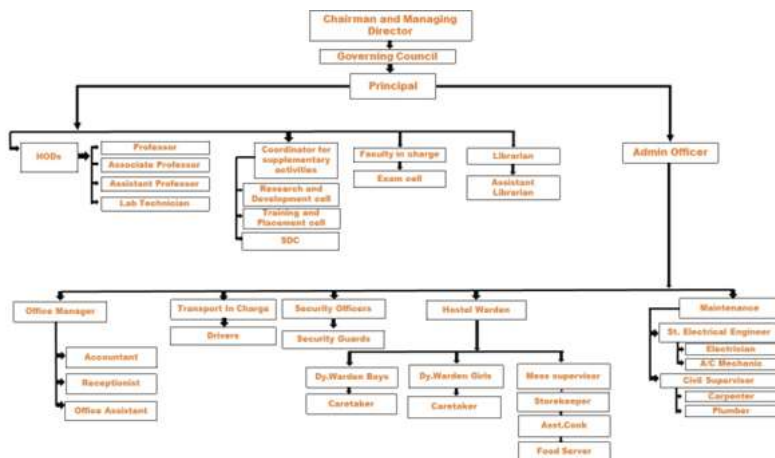 Chairman and Managing
Director
Governing Council
Principal
HODs
Professor
Associate Professor
Assistant Professor
Lab Technician
Coordinator for
supplementary
activities
Research and
Development cell
Training and
Placement cell
SDC
Faculty in charge
Exam cell
Librarian
Assistant
Librarian
Admin Officer
Office Manager
Accountant
Receptionist
Office Assistant
Transport In Charge
Drivers
Security Officers
Security Guards
Hostel Warden
Dy.Warden Boys
Caretaker
Dy.Warden Girls
Caretaker
Mess supervisor
Storekeeper
Asst.Cook
Food Server
Maintenance
St. Electrical Engineer
Electrician
A/C Mechanic
Civil Supervisor
Carpenter
Plumber